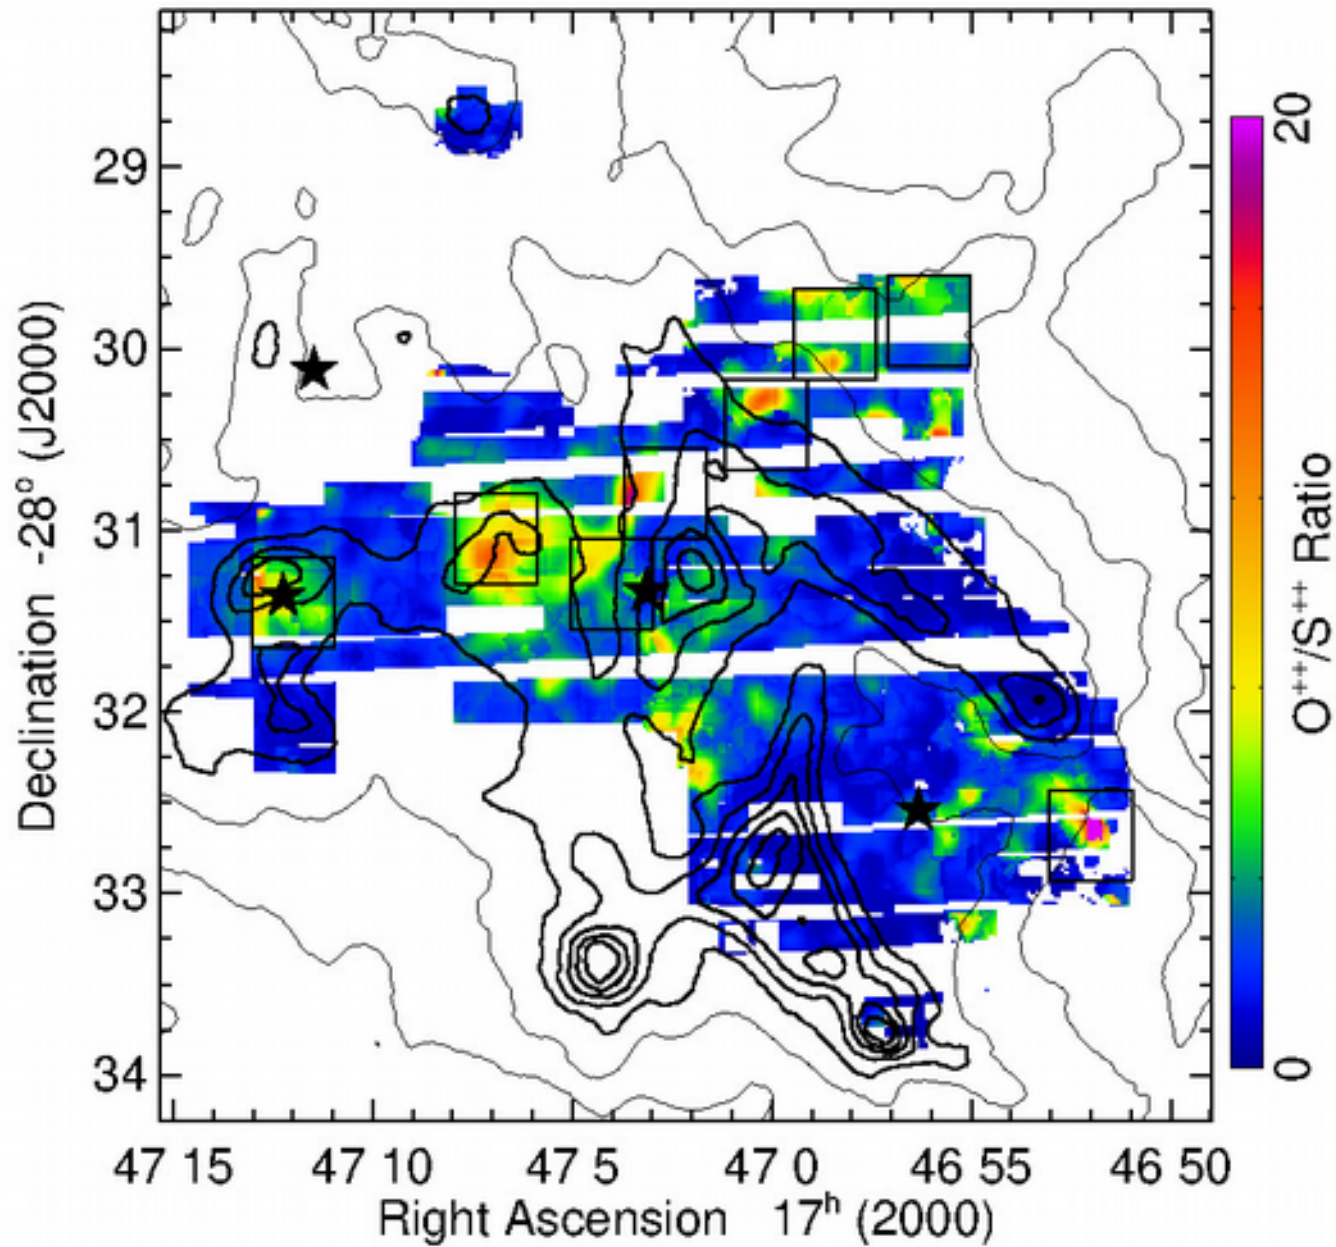 29
30
31
32
33
34
Declination -28° (J2000)
47 15 47 10 47 5 47 0 46 55 46 50
Right Ascension 17ʰ (2000)
20
0
O⁺⁺/S⁺⁺ Ratio